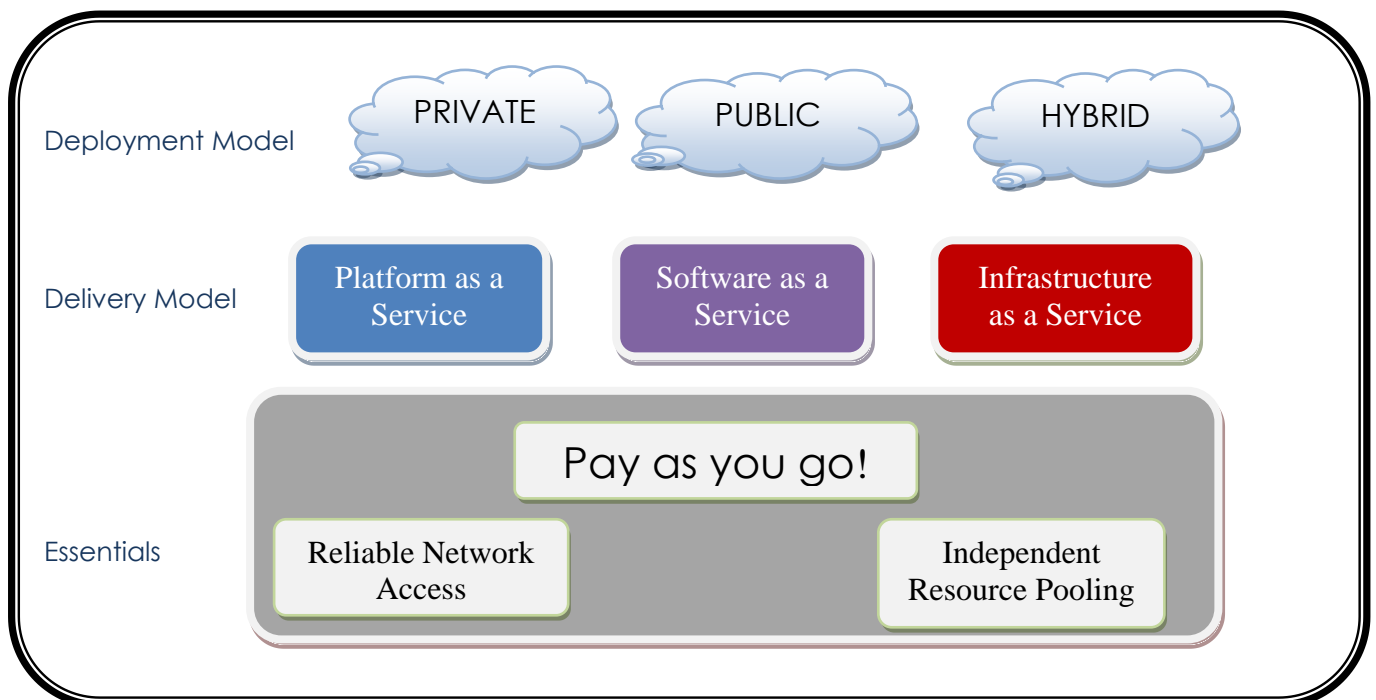 Deployment Model
PRIVATE
PUBLIC
HYBRID
Delivery Model
Platform as a
Service
Software as a
Service
Infrastructure
as a Service
Essentials
Pay as you go!
Reliable Network
Access
Independent
Resource Pooling